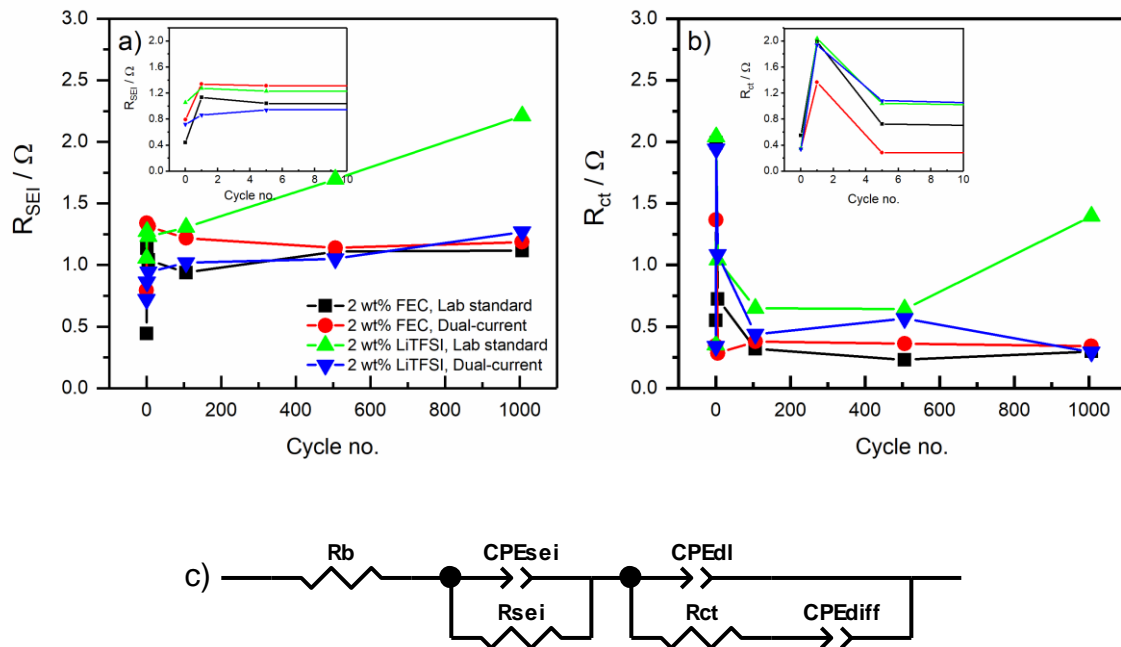 a)
R_SEI / Ω
3.0
2.5
2.0
1.5
1.0
0.5
0.0
0 200 400 600 800 1000
Cycle no.
R_SEI / Ω
2.0
1.6
1.2
0.8
0.4
0.0
0 2 4 6 8 10
Cycle no.
2 wt% FEC, Lab standard
2 wt% FEC, Dual-current
2 wt% LiTFSI, Lab standard
2 wt% LiTFSI, Dual-current
b)
R_ct / Ω
3.0
2.5
2.0
1.5
1.0
0.5
0.0
0 200 400 600 800 1000
Cycle no.
R_ct / Ω
2.0
1.6
1.2
0.8
0.4
0.0
0 2 4 6 8 10
Cycle no.
c)
Rb CPEsei CPEdl
Rsei Rct CPEdiff